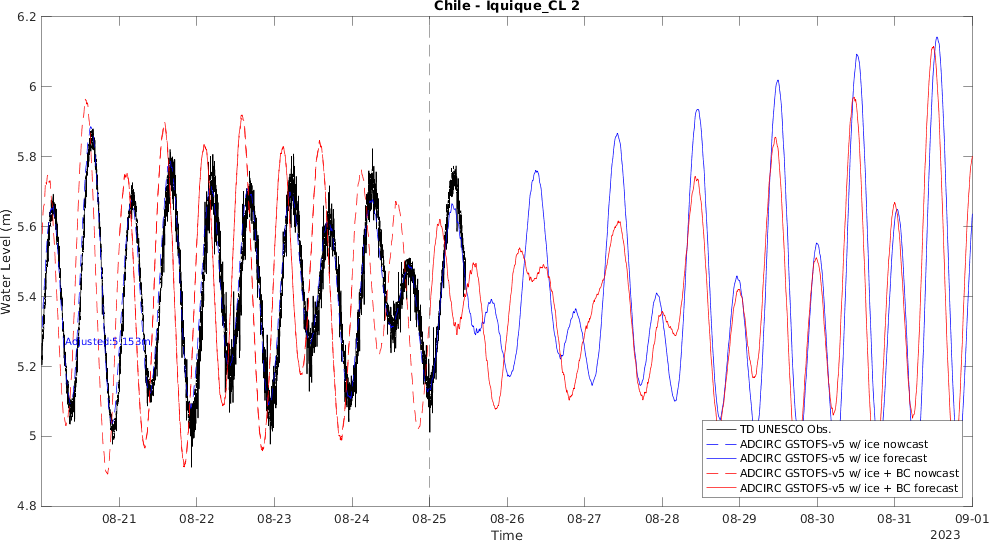 Chile - Iquique_CL 2
6.2
6
5.8
5.6
5.4
5.2
5
4.8
Water Level (m)
Adjusted:5.153m
TD UNESCO Obs.
ADCIRC GSTOFS-v5 w/ ice nowcast
ADCIRC GSTOFS-v5 w/ ice forecast
ADCIRC GSTOFS-v5 w/ ice + BC nowcast
ADCIRC GSTOFS-v5 w/ ice + BC forecast
08-21 08-22 08-23 08-24 08-25 08-26 08-27 08-28 08-29 08-30 08-31 09-01
Time
2023